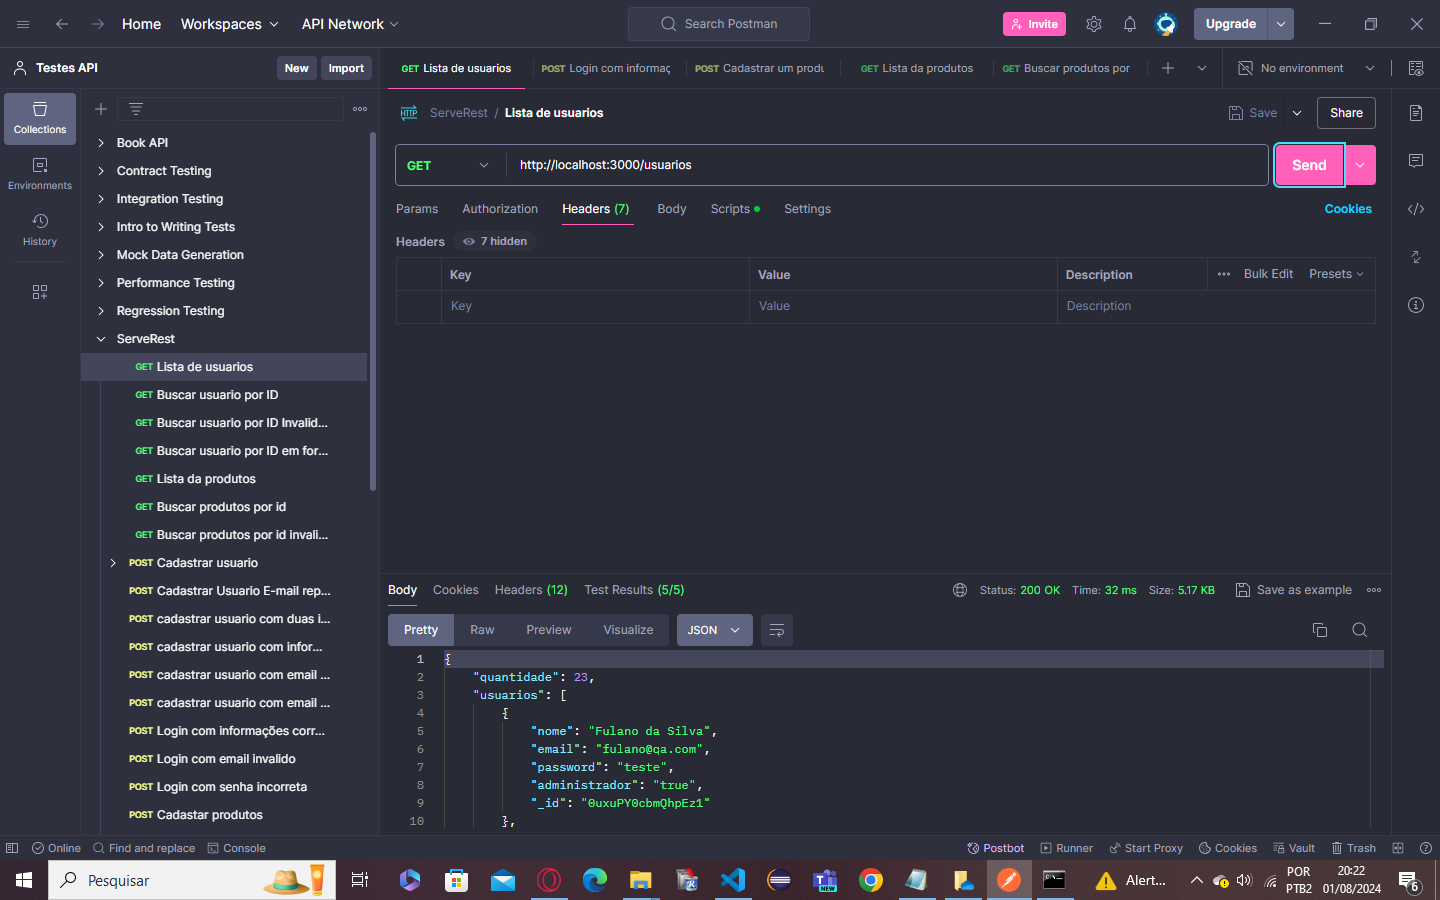 Home
Workspaces
API Network
Search Postman
Invite
Upgrade
Testes API
New
Import
GET Lista de usuarios
POST Login com informaç
POST Cadastrar um produ
GET Lista da produtos
GET Buscar produtos por
No environment
Collections
Environments
History
Book API
Contract Testing
Integration Testing
Intro to Writing Tests
Mock Data Generation
Performance Testing
Regression Testing
ServeRest
GET Lista de usuarios
GET Buscar usuario por ID
GET Buscar usuario por ID Invalid...
GET Buscar usuario por ID em for...
GET Lista da produtos
GET Buscar produtos por id
GET Buscar produtos por id invali...
POST Cadastrar usuario
POST Cadastrar Usuario E-mail rep...
POST cadastrar usuario com duas i...
POST cadastrar usuario com infor...
POST cadastrar usuario com email ...
POST cadastrar usuario com email ...
POST Login com informações corr...
POST Login com email invalido
POST Login com senha incorreta
POST Cadastar produtos
HTTP ServeRest / Lista de usuarios
Save
Share
GET http://localhost:3000/usuarios
Send
Params Authorization Headers (7) Body Scripts Settings
Cookies
Headers 7 hidden
Key Value Description Bulk Edit Presets
Key Value Description
Body Cookies Headers (12) Test Results (5/5)
Status: 200 OK Time: 32 ms Size: 5.17 KB Save as example
Pretty Raw Preview Visualize JSON
1 {
2 "quantidade": 23,
3 "usuarios": [
4 {
5 "nome": "Fulano da Silva",
6 "email": "fulano@qa.com",
7 "password": "teste",
8 "administrador": "true",
9 "_id": "0uxuPY0cbmQhpEz1"
10 },
Online Find and replace Console
Postbot Runner Start Proxy Cookies Vault Trash
Pesquisar
NEW
Alert...
POR
PTB2
20:22
01/08/2024
6